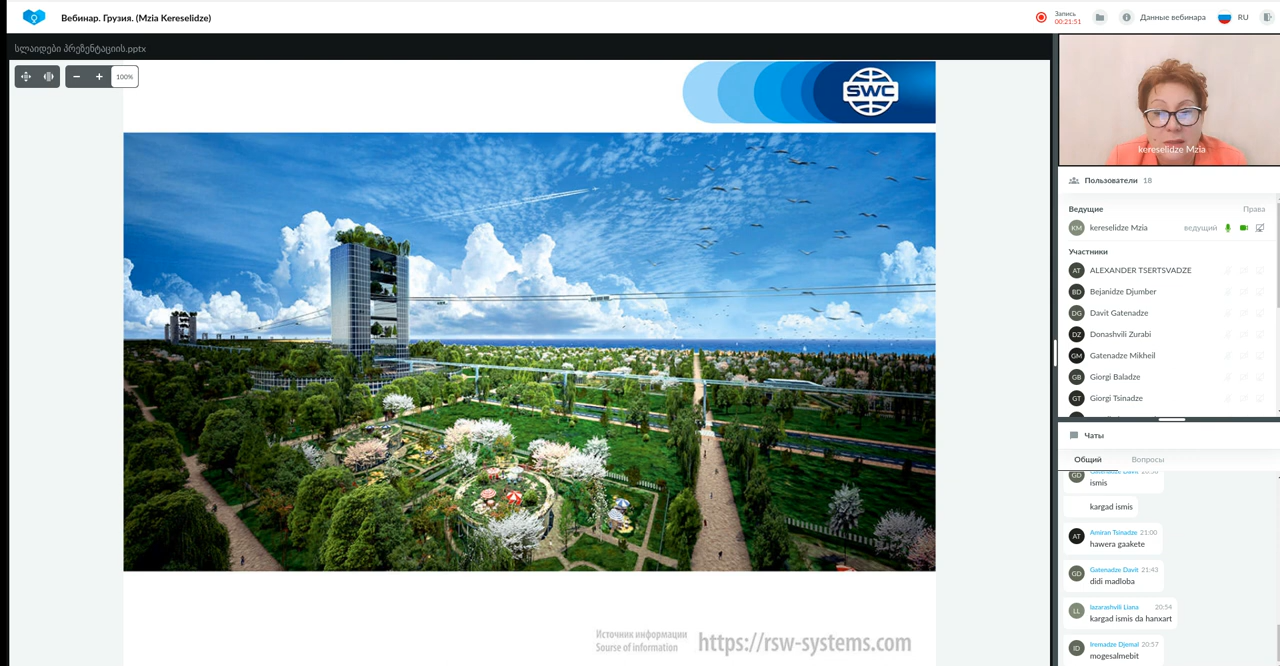 Вебинар. Грузия. (Mzia Kereselidze)
Запись
00:21:51
Данные вебинара
RU
სლაიდები პრეზენტაციის.pptx
100%
SWC
Источник информации
Sourse of information
https://rsw-systems.com
kereselidze Mzia
Пользователи 18
Ведущие Права
KM kereselidze Mzia ведущий
Участники
AT ALEXANDER TSERTSVADZE
BD Bejanidze Djumber
DG Davit Gatenadze
DZ Donashvili Zurabi
GM Gatenadze Mikheil
GB Giorgi Baladze
GT Giorgi Tsinadze
Чаты
Общий Вопросы
GD Gatenadze Davit
ismis
kargad ismis
AT Amiran Tsinadze 21:00
hawera gaakete
GD Gatenadze Davit 21:43
didi madloba
LL lazarashvili Liana 20:54
kargad ismis da hanxart
ID Iremadze Djemal 20:57
mogesalmebit